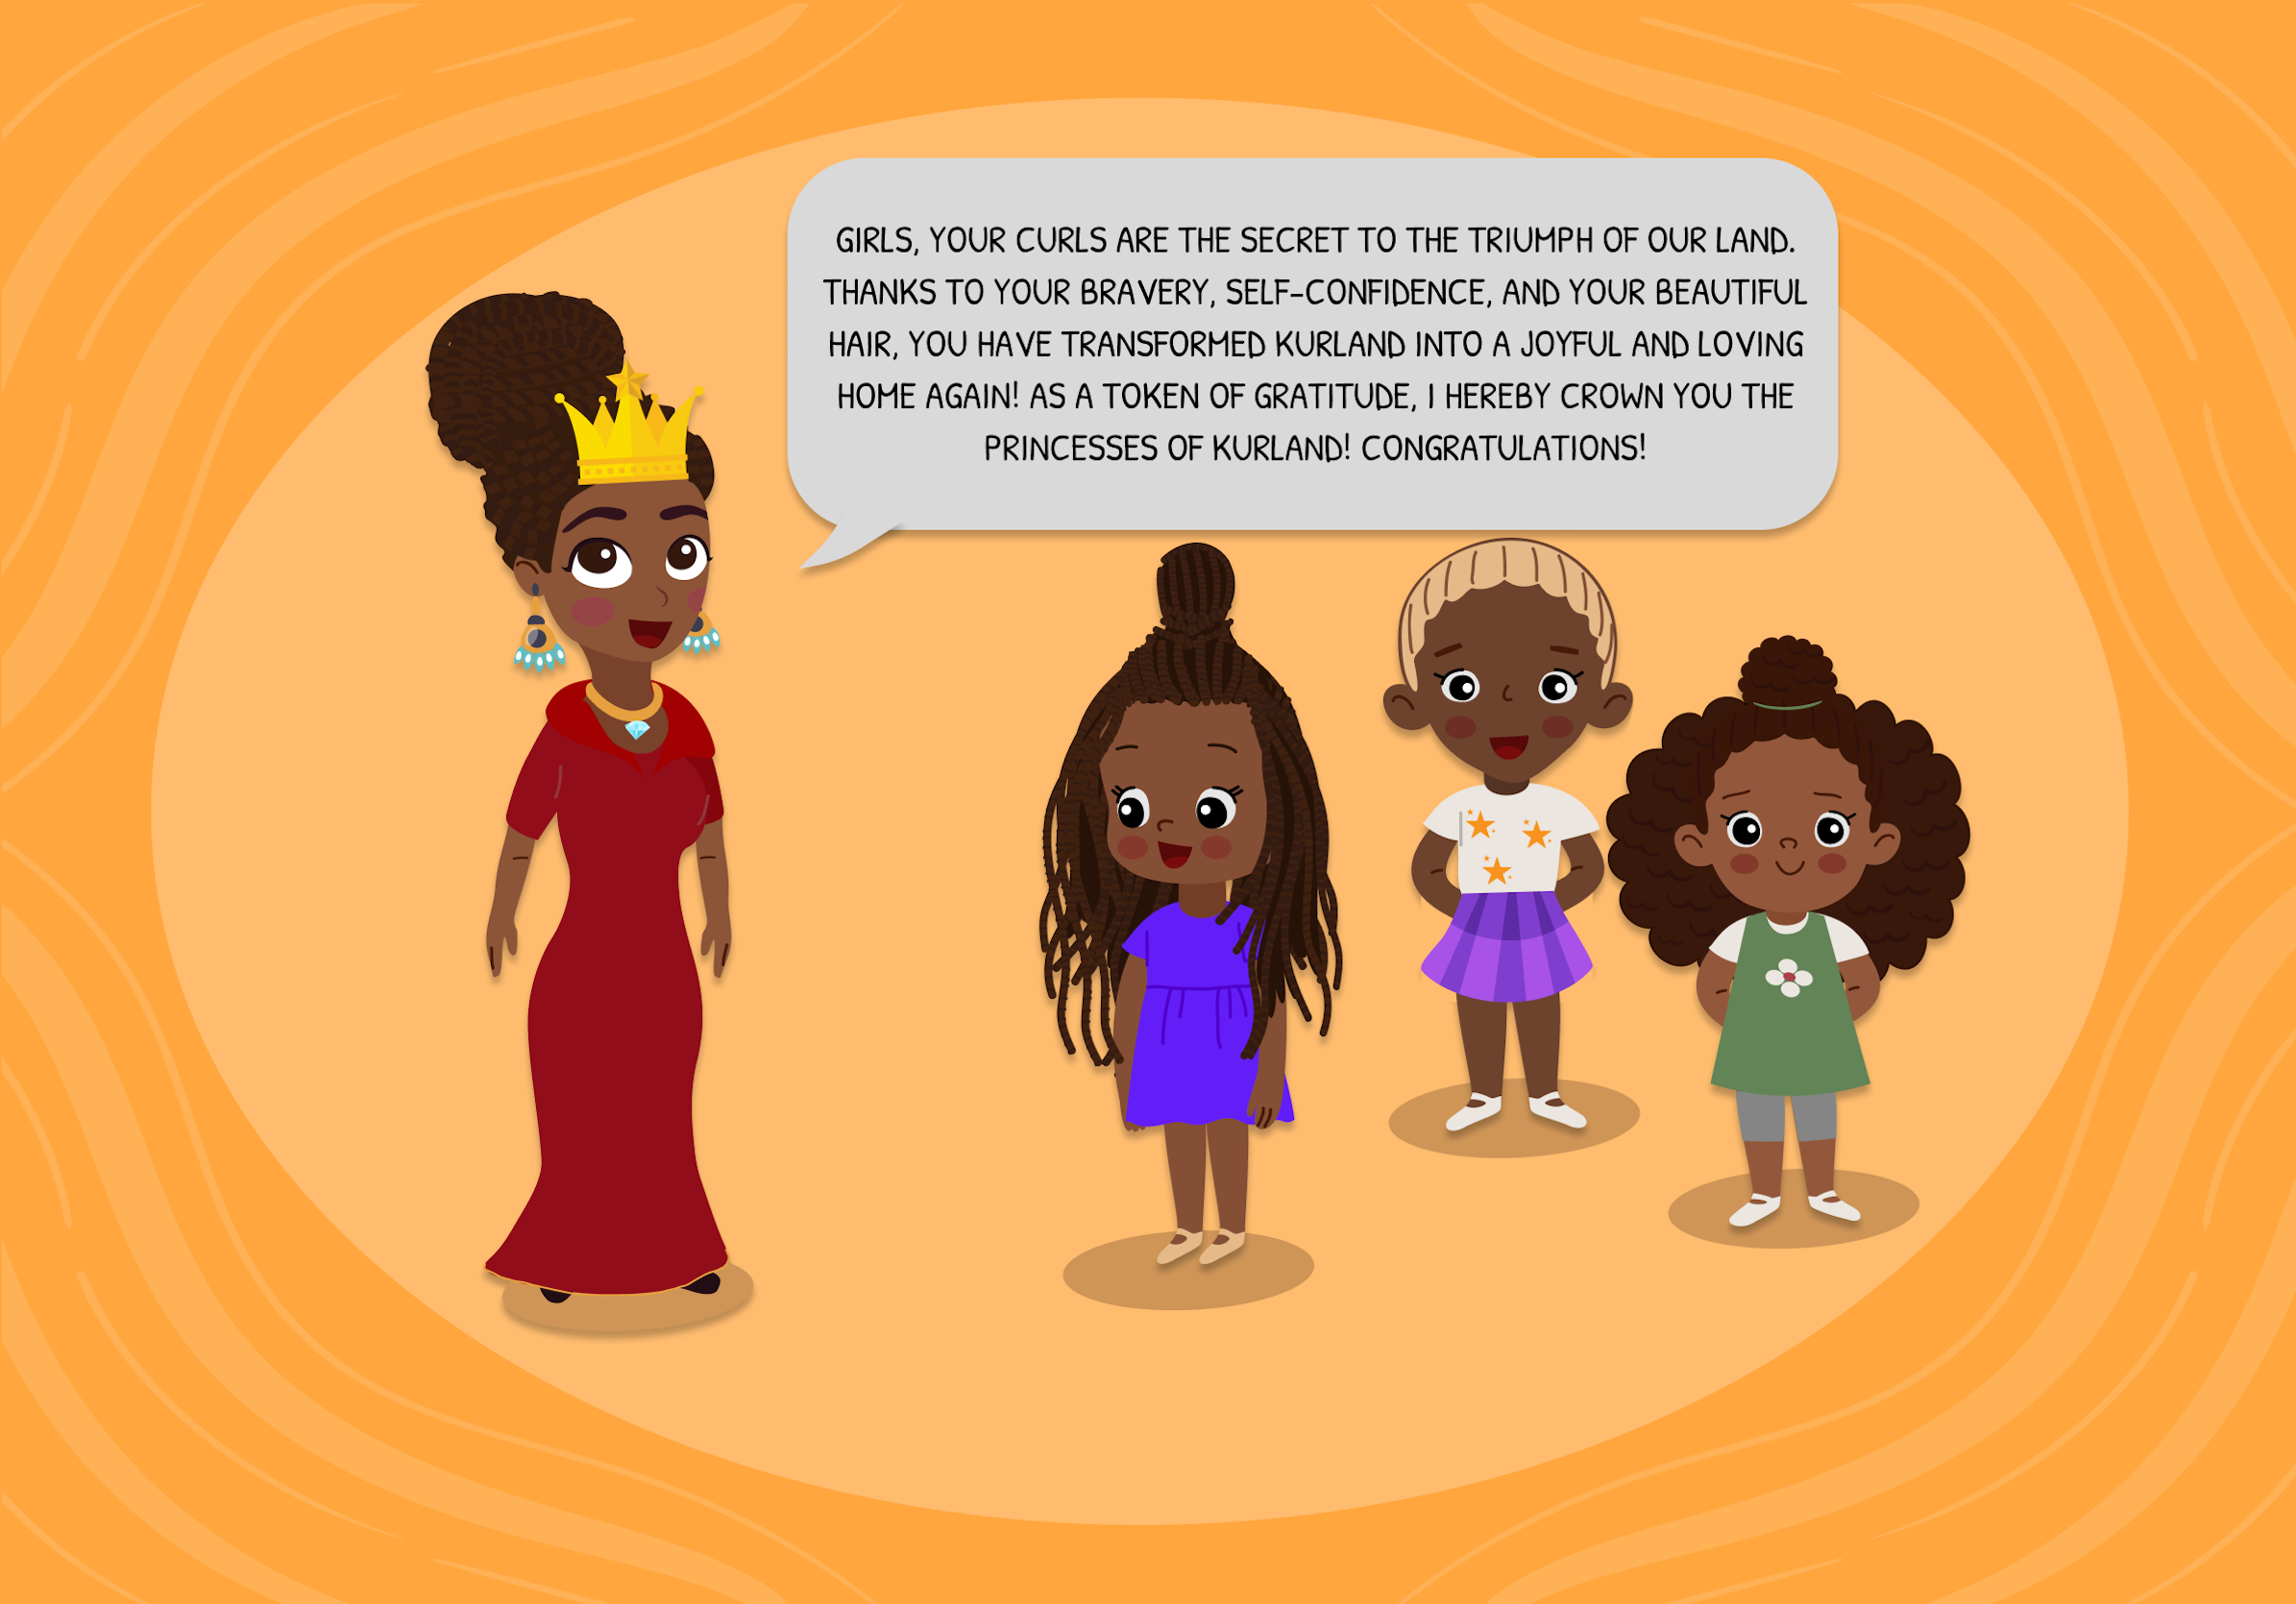 GIRLS, YOUR CURLS ARE THE SECRET TO THE TRIUMPH OF OUR LAND.
THANKS TO YOUR BRAVERY, SELF-CONFIDENCE, AND YOUR BEAUTIFUL
HAIR, YOU HAVE TRANSFORMED KURLAND INTO A JOYFUL AND LOVING
HOME AGAIN! AS A TOKEN OF GRATITUDE, I HEREBY CROWN YOU THE
PRINCESSES OF KURLAND! CONGRATULATIONS!